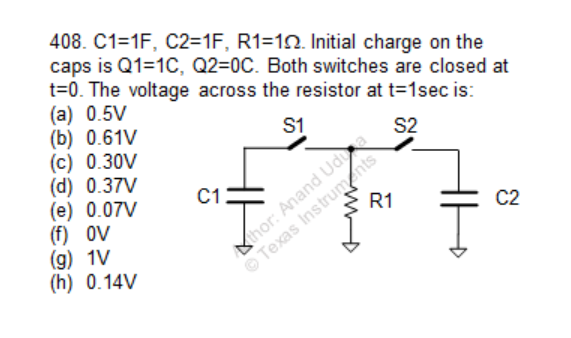 408. C1=1F, C2=1F, R1=1Ω. Initial charge on the
caps is Q1=1C, Q2=0C. Both switches are closed at
t=0. The voltage across the resistor at t=1sec is:
(a) 0.5V
(b) 0.61V
(c) 0.30V
(d) 0.37V
(e) 0.07V
(f) 0V
(g) 1V
(h) 0.14V
S1
S2
C1
R1
C2
Author: Anand Udupa
© Texas Instruments